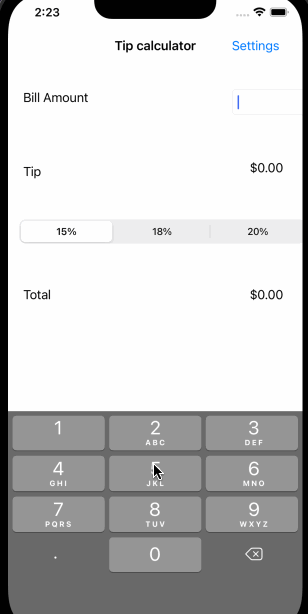 2:23
Tip calculator Settings
Bill Amount
Tip $0.00
15% 18% 20%
Total $0.00
1 2 3
ABC DEF
4 5 6
GHI JKL MNO
7 8 9
PQRS TUV WXYZ
. 0